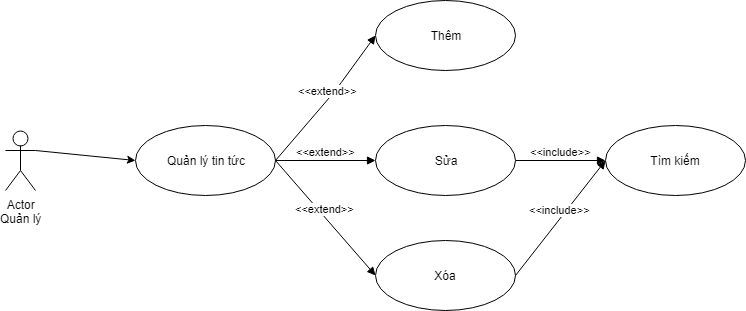 Thêm
<<extend>>
Quản lý tin tức
<<extend>>
Sửa
<<include>>
Tìm kiếm
Actor
Quản lý
<<extend>>
<<include>>
Xóa